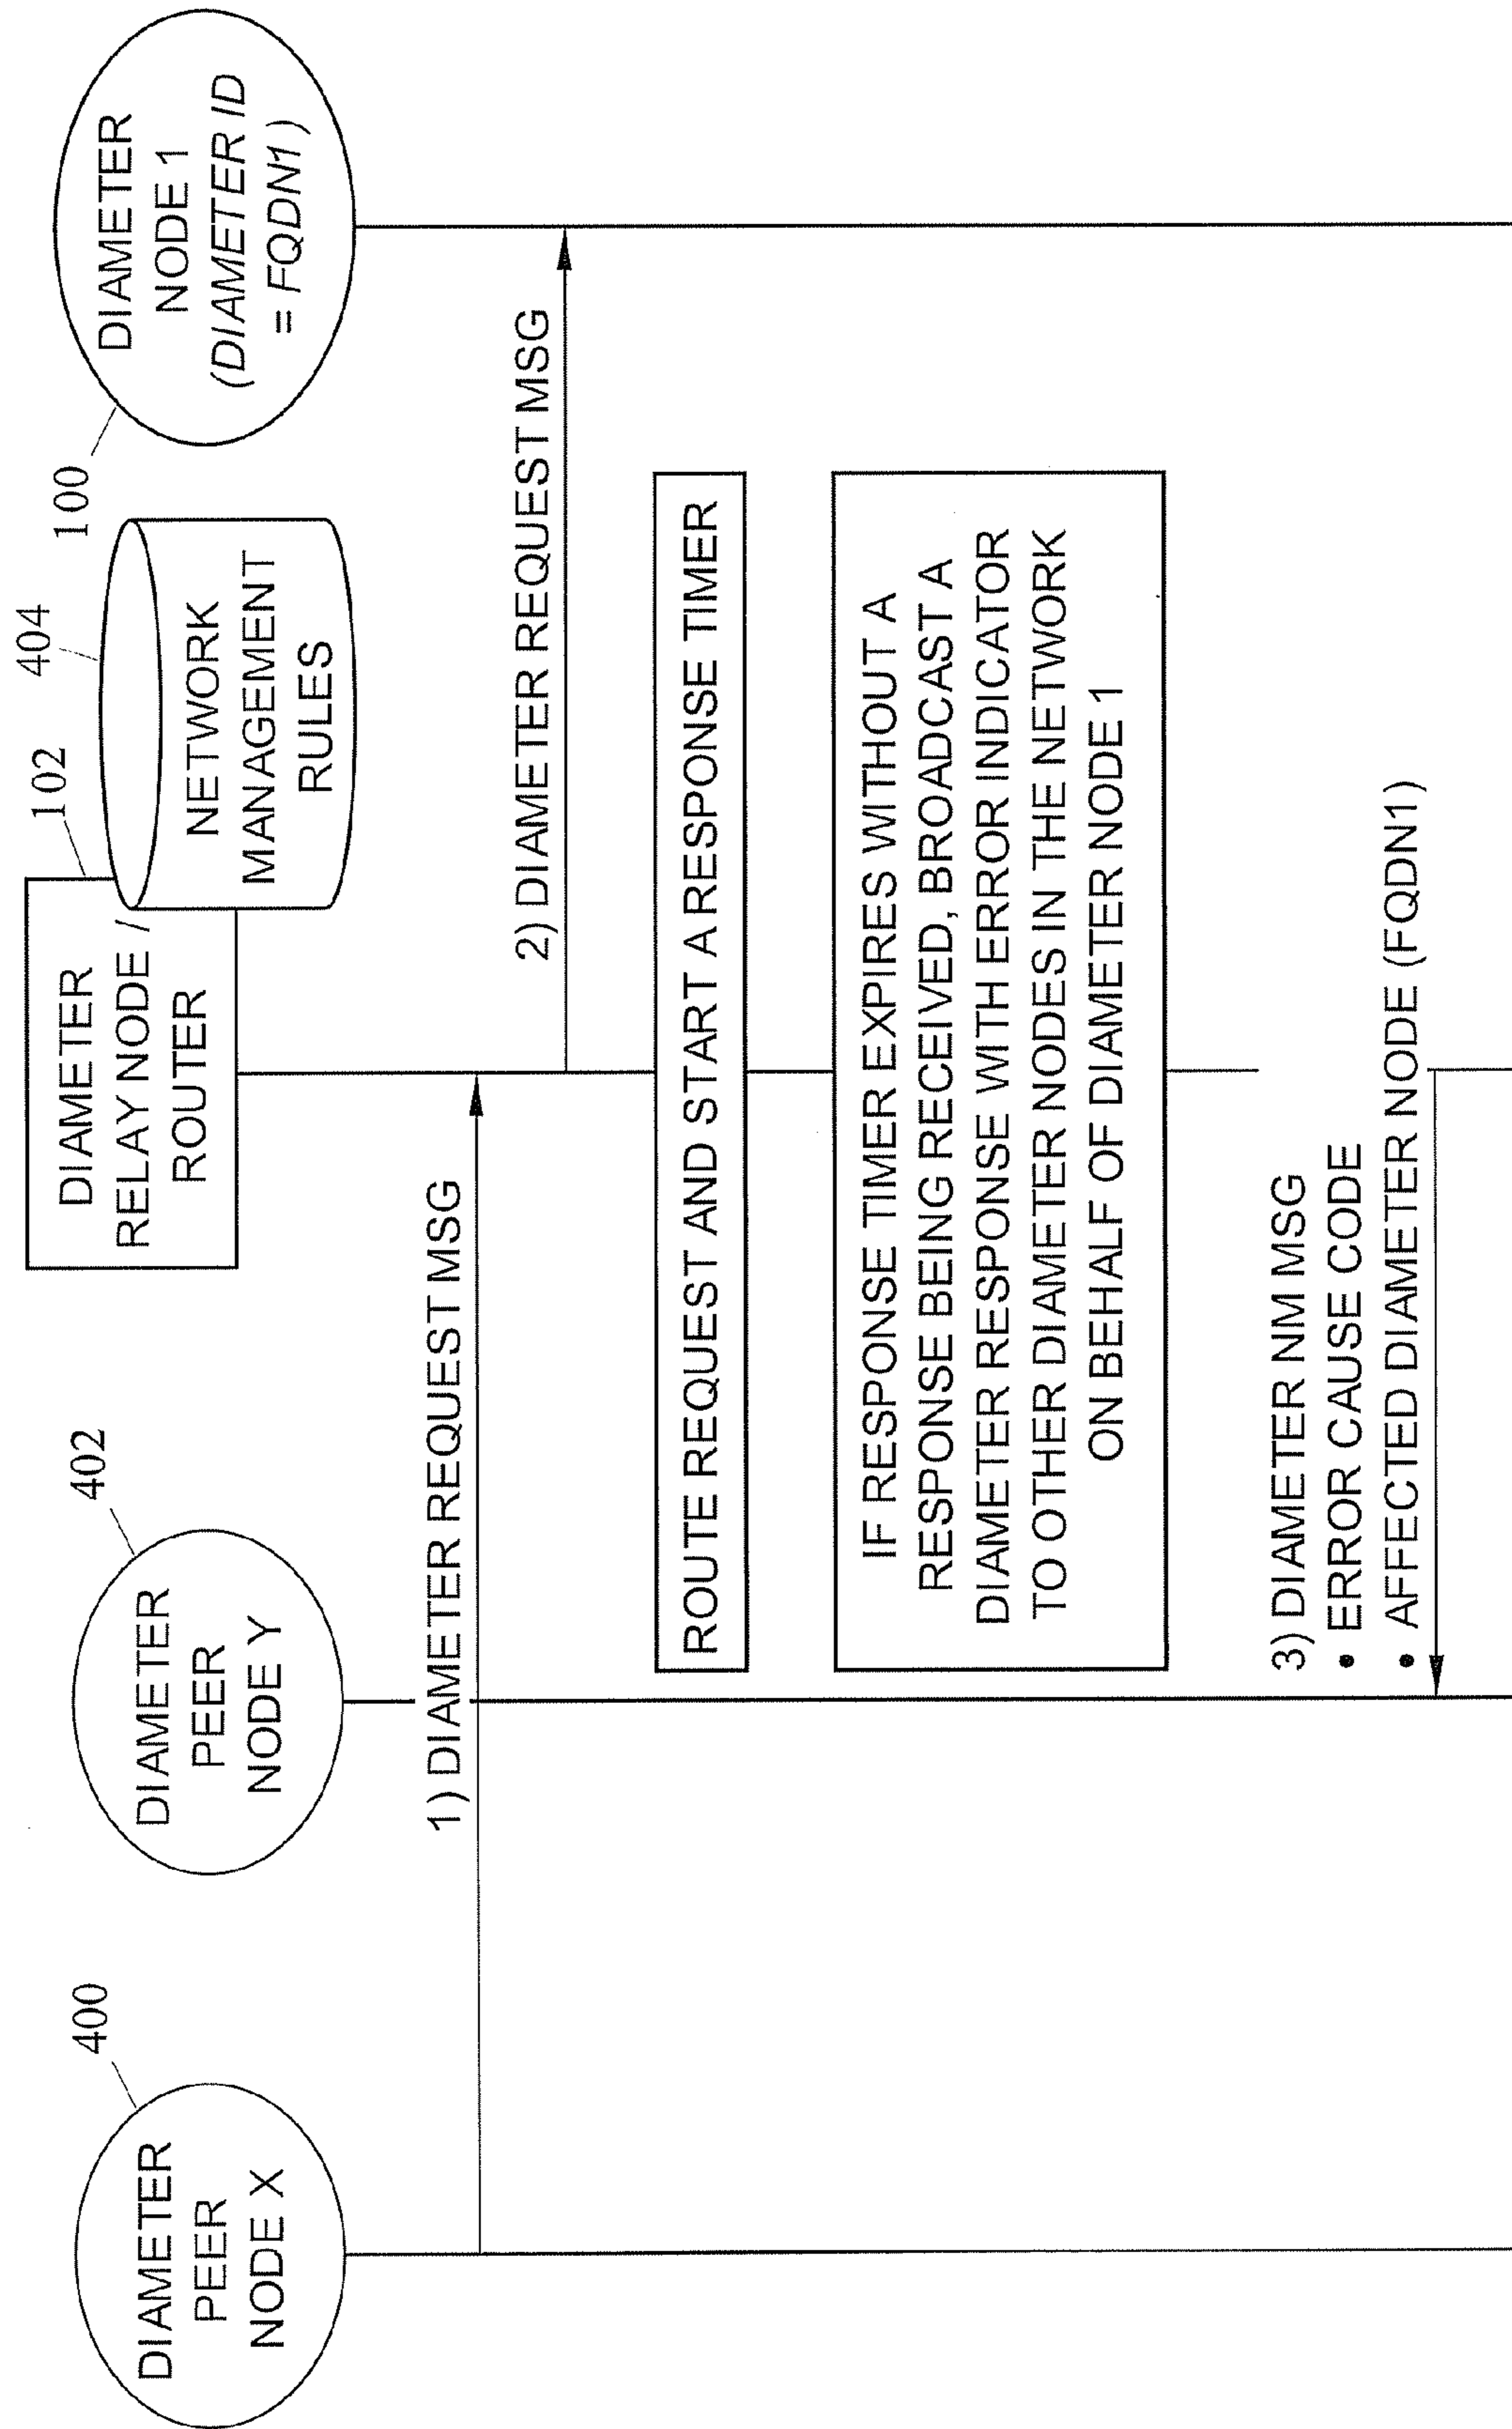 400
DIAMETER
PEER
NODE X
402
DIAMETER
PEER
NODE Y
102
DIAMETER
RELAY NODE /
ROUTER
404
NETWORK
MANAGEMENT
RULES
100
DIAMETER
NODE 1
(DIAMETER ID
= FQDN1)
1) DIAMETER REQUEST MSG
2) DIAMETER REQUEST MSG
ROUTE REQUEST AND START A RESPONSE TIMER
IF RESPONSE TIMER EXPIRES WITHOUT A
RESPONSE BEING RECEIVED, BROADCAST A
DIAMETER RESPONSE WITH ERROR INDICATOR
TO OTHER DIAMETER NODES IN THE NETWORK
ON BEHALF OF DIAMETER NODE 1
3) DIAMETER NM MSG
• ERROR CAUSE CODE
• AFFECTED DIAMETER NODE (FQDN1)